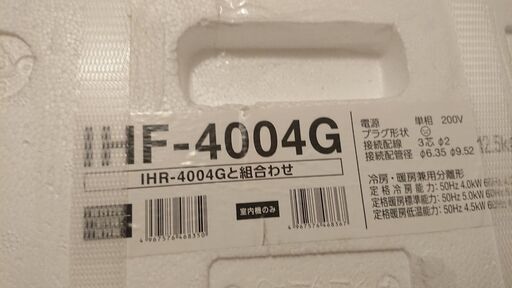 IHF-4004G
IHR-4004Gと組合わせ
室内機のみ
4967576468350
4967576468367
電源 単相 200V
プラグ形状
接続配線 3芯 φ2
接続配管径 φ6.35 φ9.52
12.5k
冷房・暖房兼用分離形
定格冷房能力: 50Hz 4.0kW
定格暖房標準能力: 50Hz 5.0kW
定格暖房低温能力: 50Hz 4.5kW